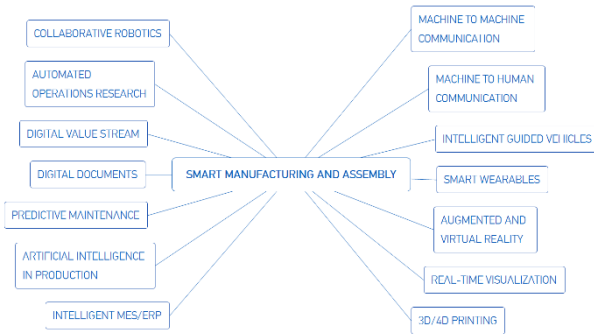 COLLABORATIVE ROBOTICS
AUTOMATED
OPERATIONS RESEARCH
DIGITAL VALUE STREAM
DIGITAL DOCUMENTS
PREDICTIVE MAINTENANCE
ARTIFICIAL INTELLIGENCE
IN PRODUCTION
INTELLIGENT MES/ERP
SMART MANUFACTURING AND ASSEMBLY
MACHINE TO MACHINE
COMMUNICATION
MACHINE TO HUMAN
COMMUNICATION
INTELLIGENT GUIDED VEHICLES
SMART WEARABLES
AUGMENTED AND
VIRTUAL REALITY
REAL-TIME VISUALIZATION
3D/4D PRINTING